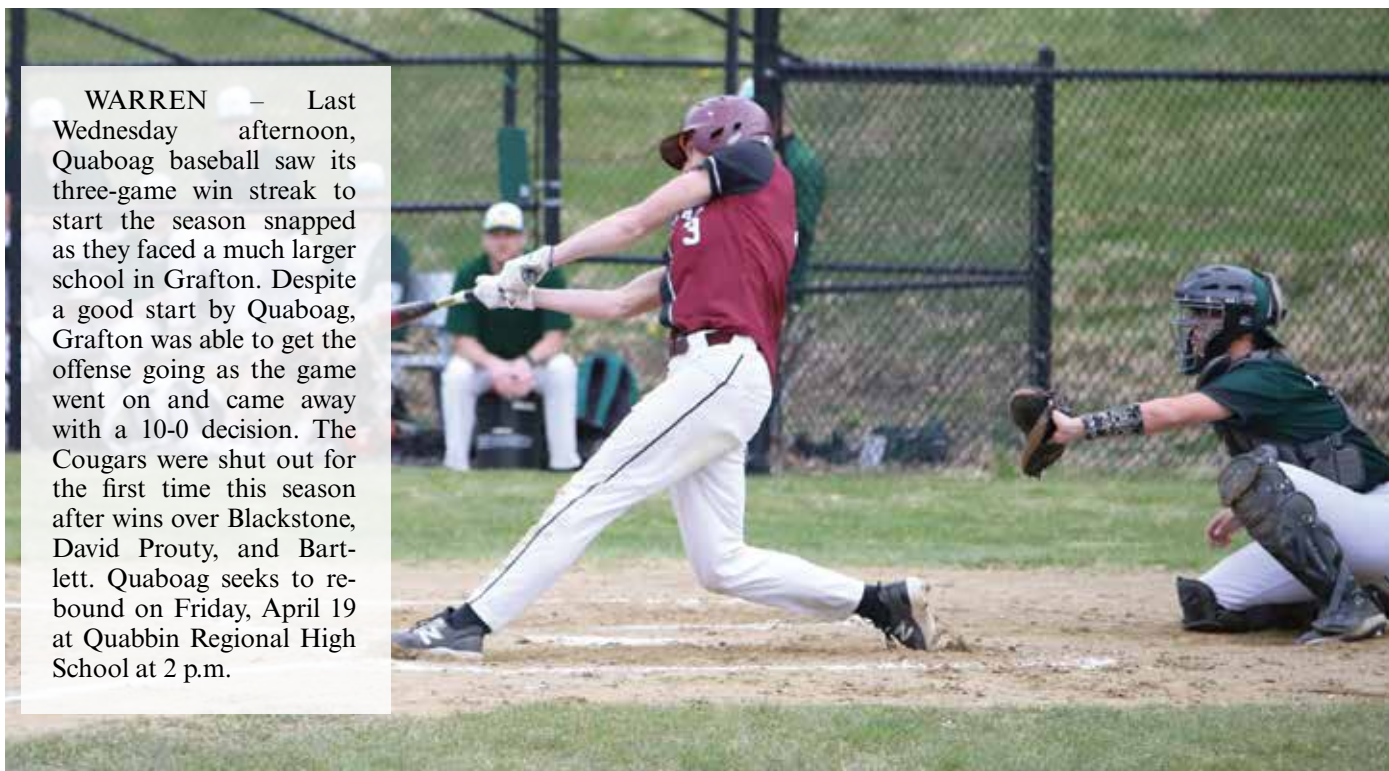 WARREN – Last
Wednesday afternoon,
Quaboag baseball saw its
three-game win streak to
start the season snapped
as they faced a much larger
school in Grafton. Despite
a good start by Quaboag,
Grafton was able to get the
offense going as the game
went on and came away
with a 10-0 decision. The
Cougars were shut out for
the first time this season
after wins over Blackstone,
David Prouty, and Bart-
lett. Quaboag seeks to re-
bound on Friday, April 19
at Quabbin Regional High
School at 2 p.m.
3